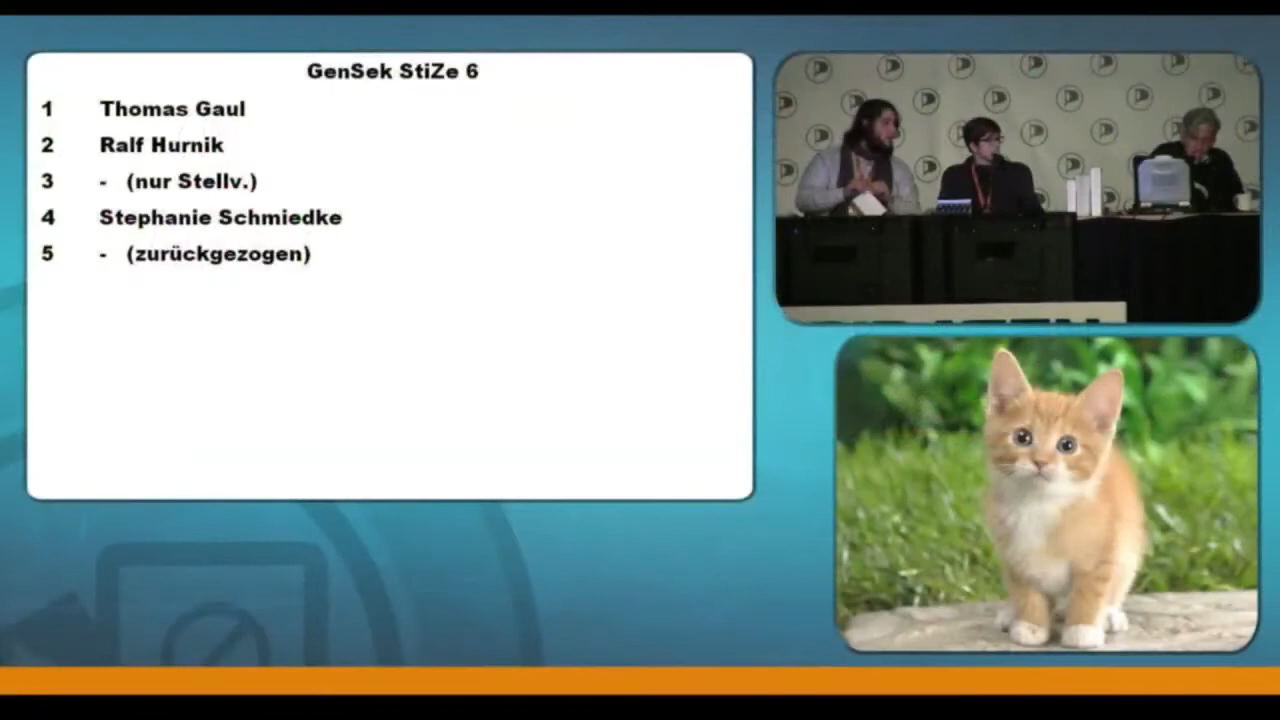 GenSek StiZe 6
1 Thomas Gaul
2 Ralf Hurnik
3 - (nur Stellv.)
4 Stephanie Schmiedke
5 - (zurückgezogen)